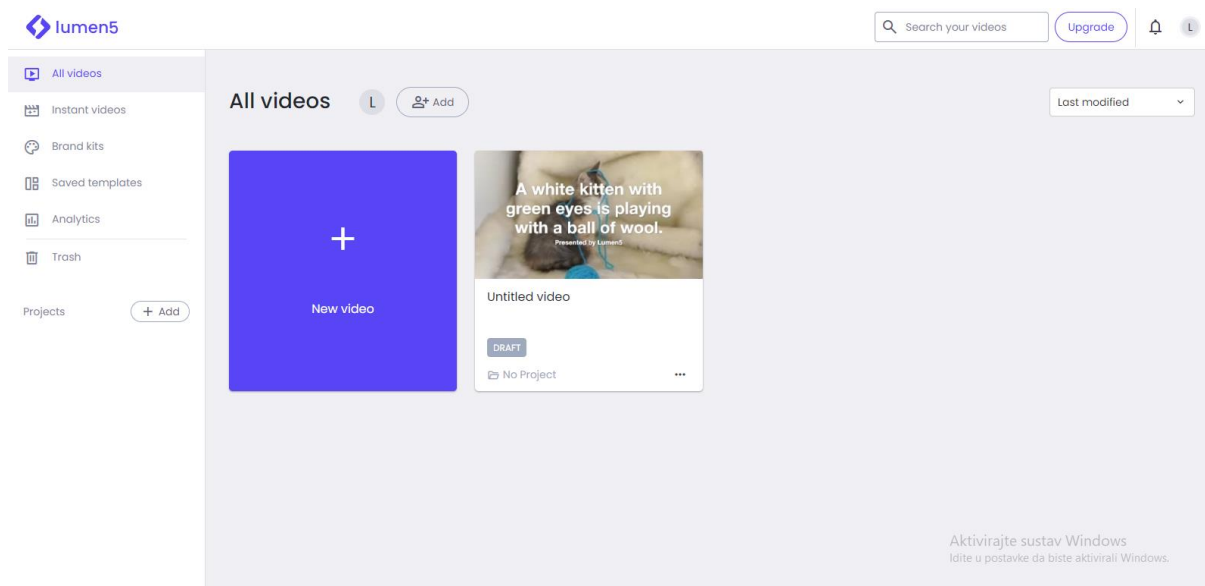 lumen5
Search your videos
Upgrade
L
All videos
Instant videos
Brand kits
Saved templates
Analytics
Trash
Projects
+ Add
All videos
L
Add
Last modified
New video
A white kitten with
green eyes is playing
with a ball of wool.
Presented by Lumen5
Untitled video
DRAFT
No Project
Aktivirajte sustav Windows
Idite u postavke da biste aktivirali Windows.